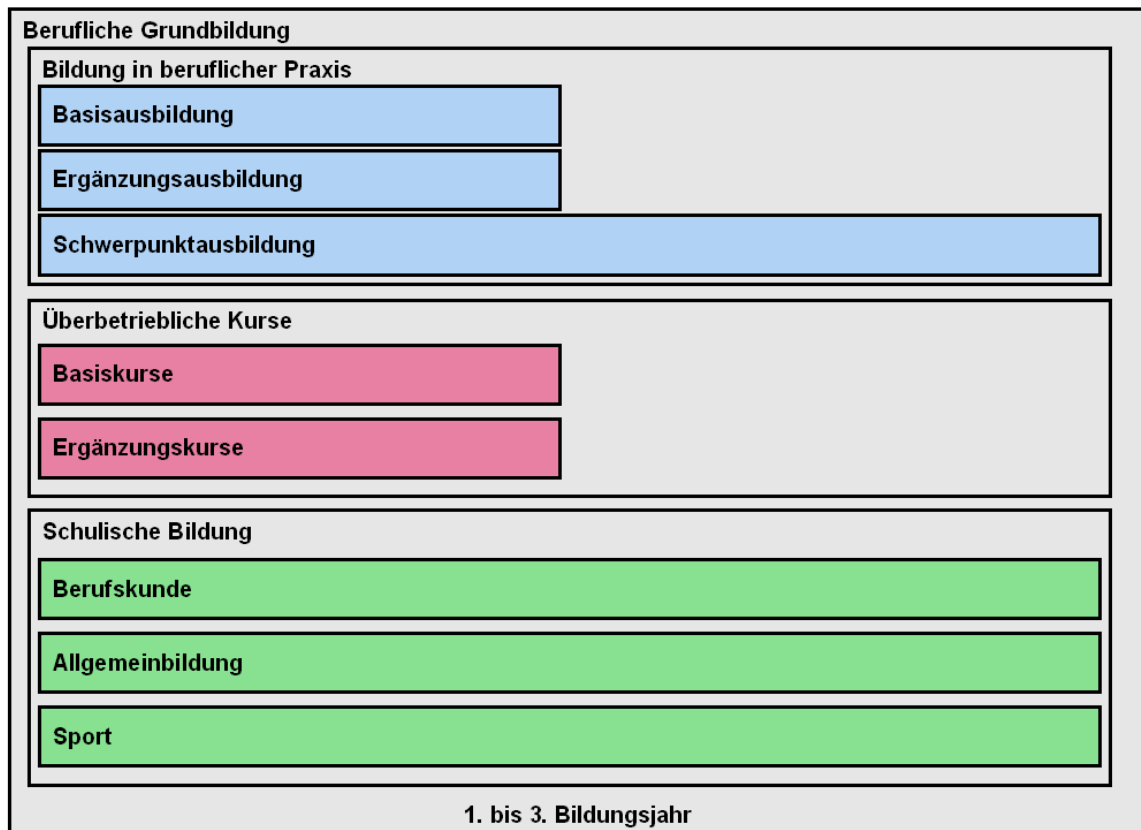 Berufliche Grundbildung
Bildung in beruflicher Praxis
Basisausbildung
Ergänzungsausbildung
Schwerpunktausbildung
Überbetriebliche Kurse
Basiskurse
Ergänzungskurse
Schulische Bildung
Berufskunde
Allgemeinbildung
Sport
1. bis 3. Bildungsjahr